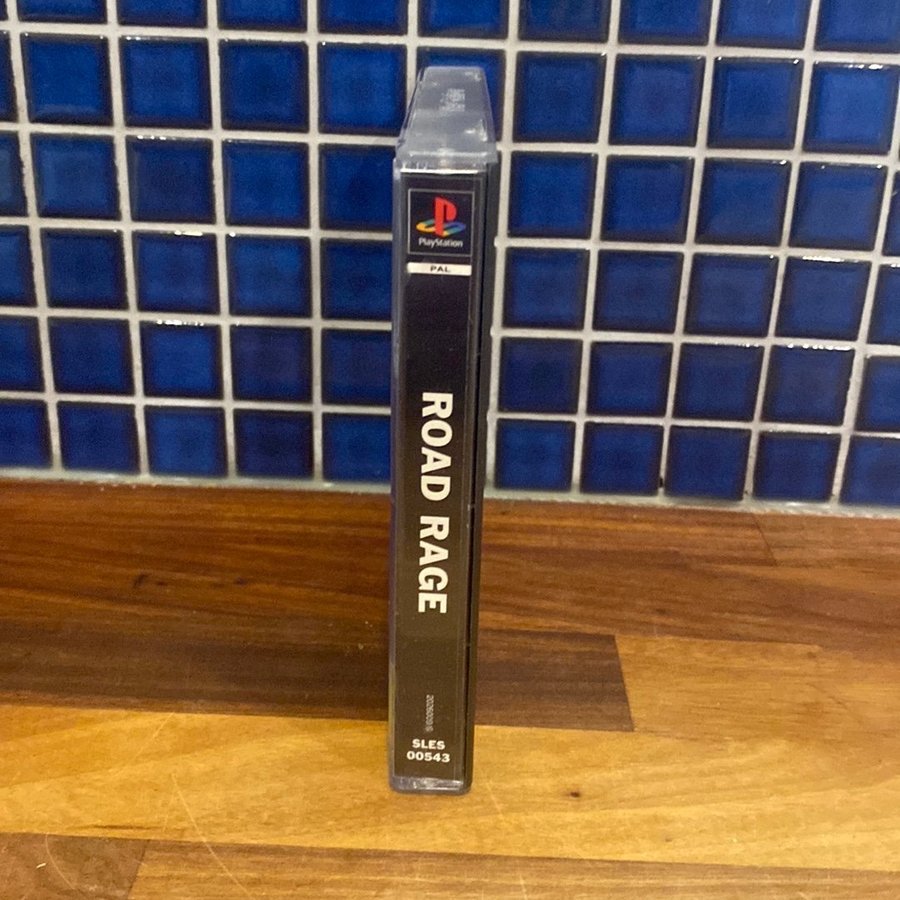 PlayStation
PAL
ROAD RAGE
SLES
00543